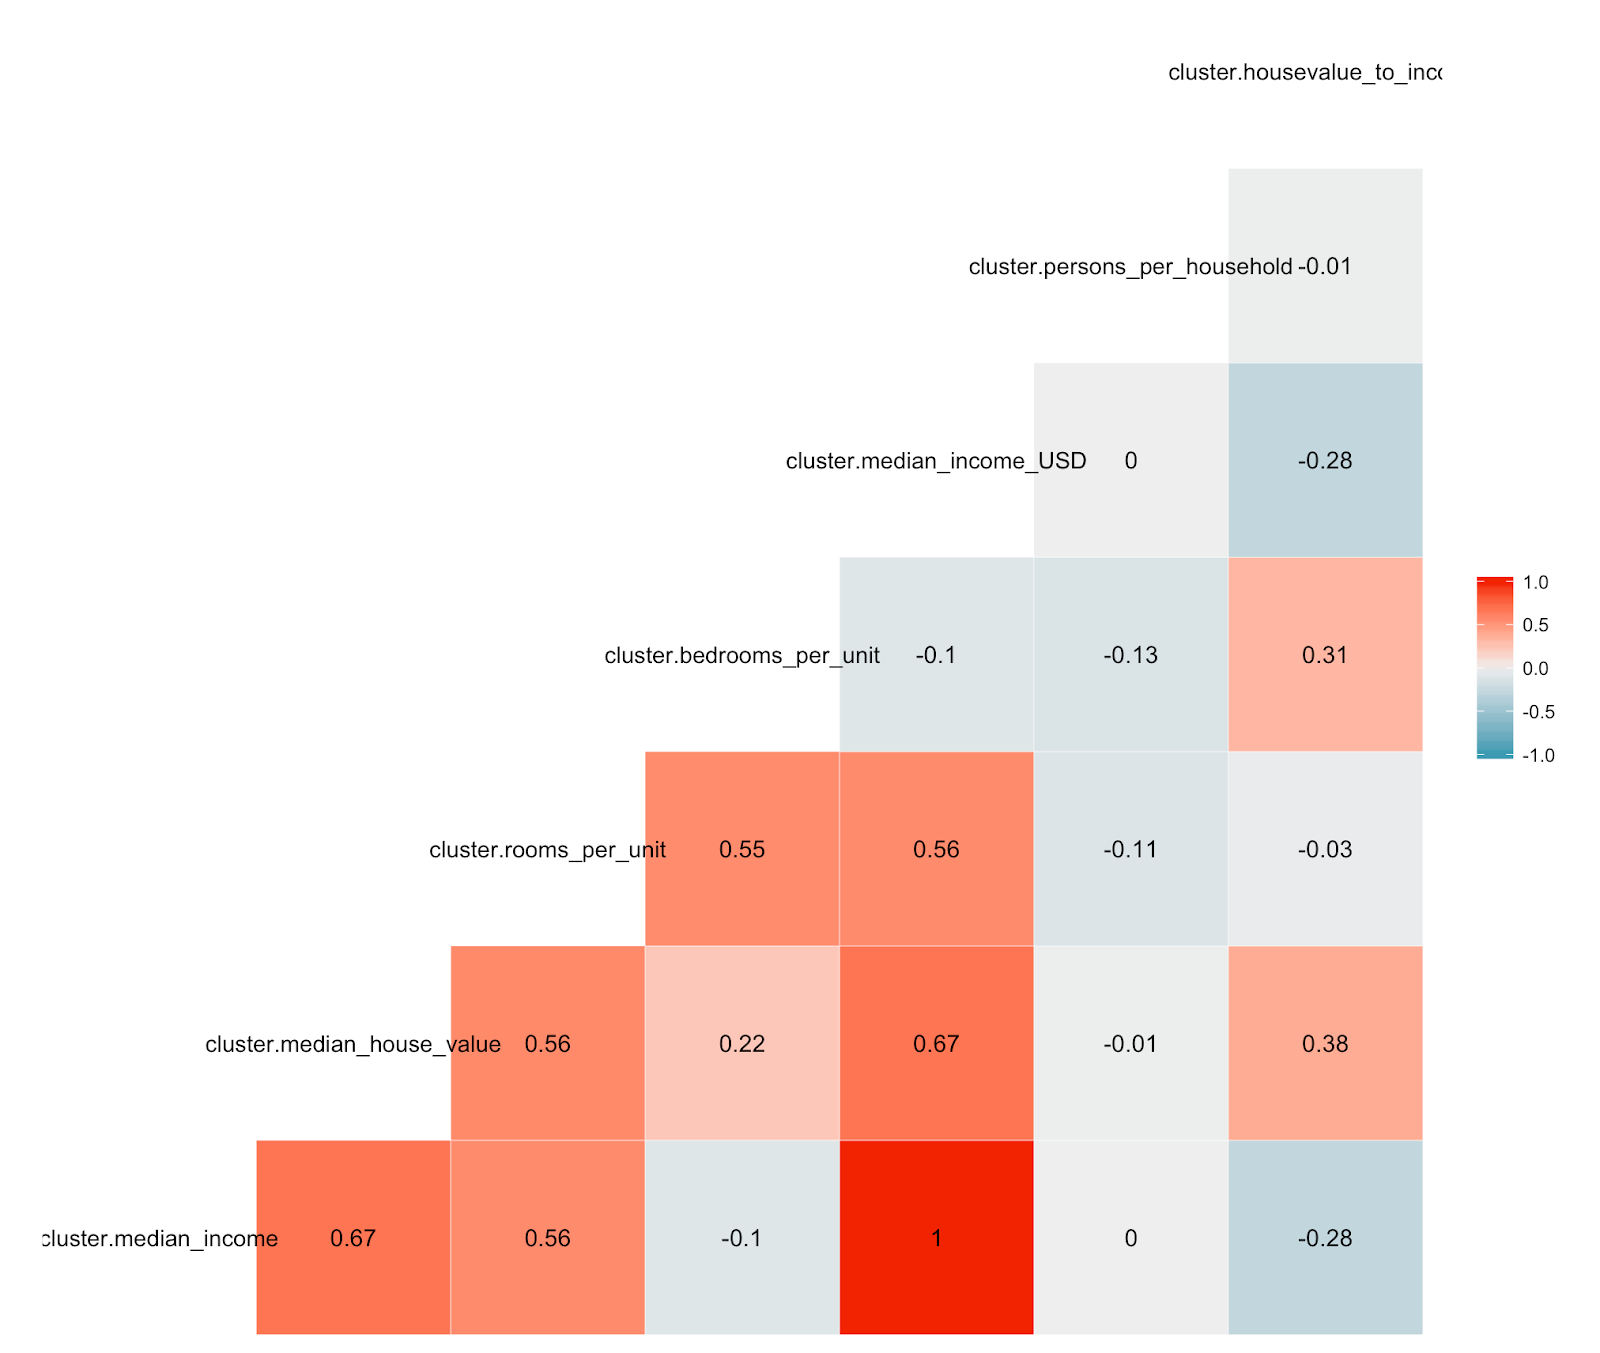 cluster.housevalue_to_inc
cluster.persons_per_household -0.01
cluster.median_income_USD 0 -0.28
cluster.bedrooms_per_unit -0.1 -0.13 0.31
cluster.rooms_per_unit 0.55 0.56 -0.11 -0.03
cluster.median_house_value 0.56 0.22 0.67 -0.01 0.38
cluster.median_income 0.67 0.56 -0.1 1 0 -0.28
1.0
0.5
0.0
-0.5
-1.0